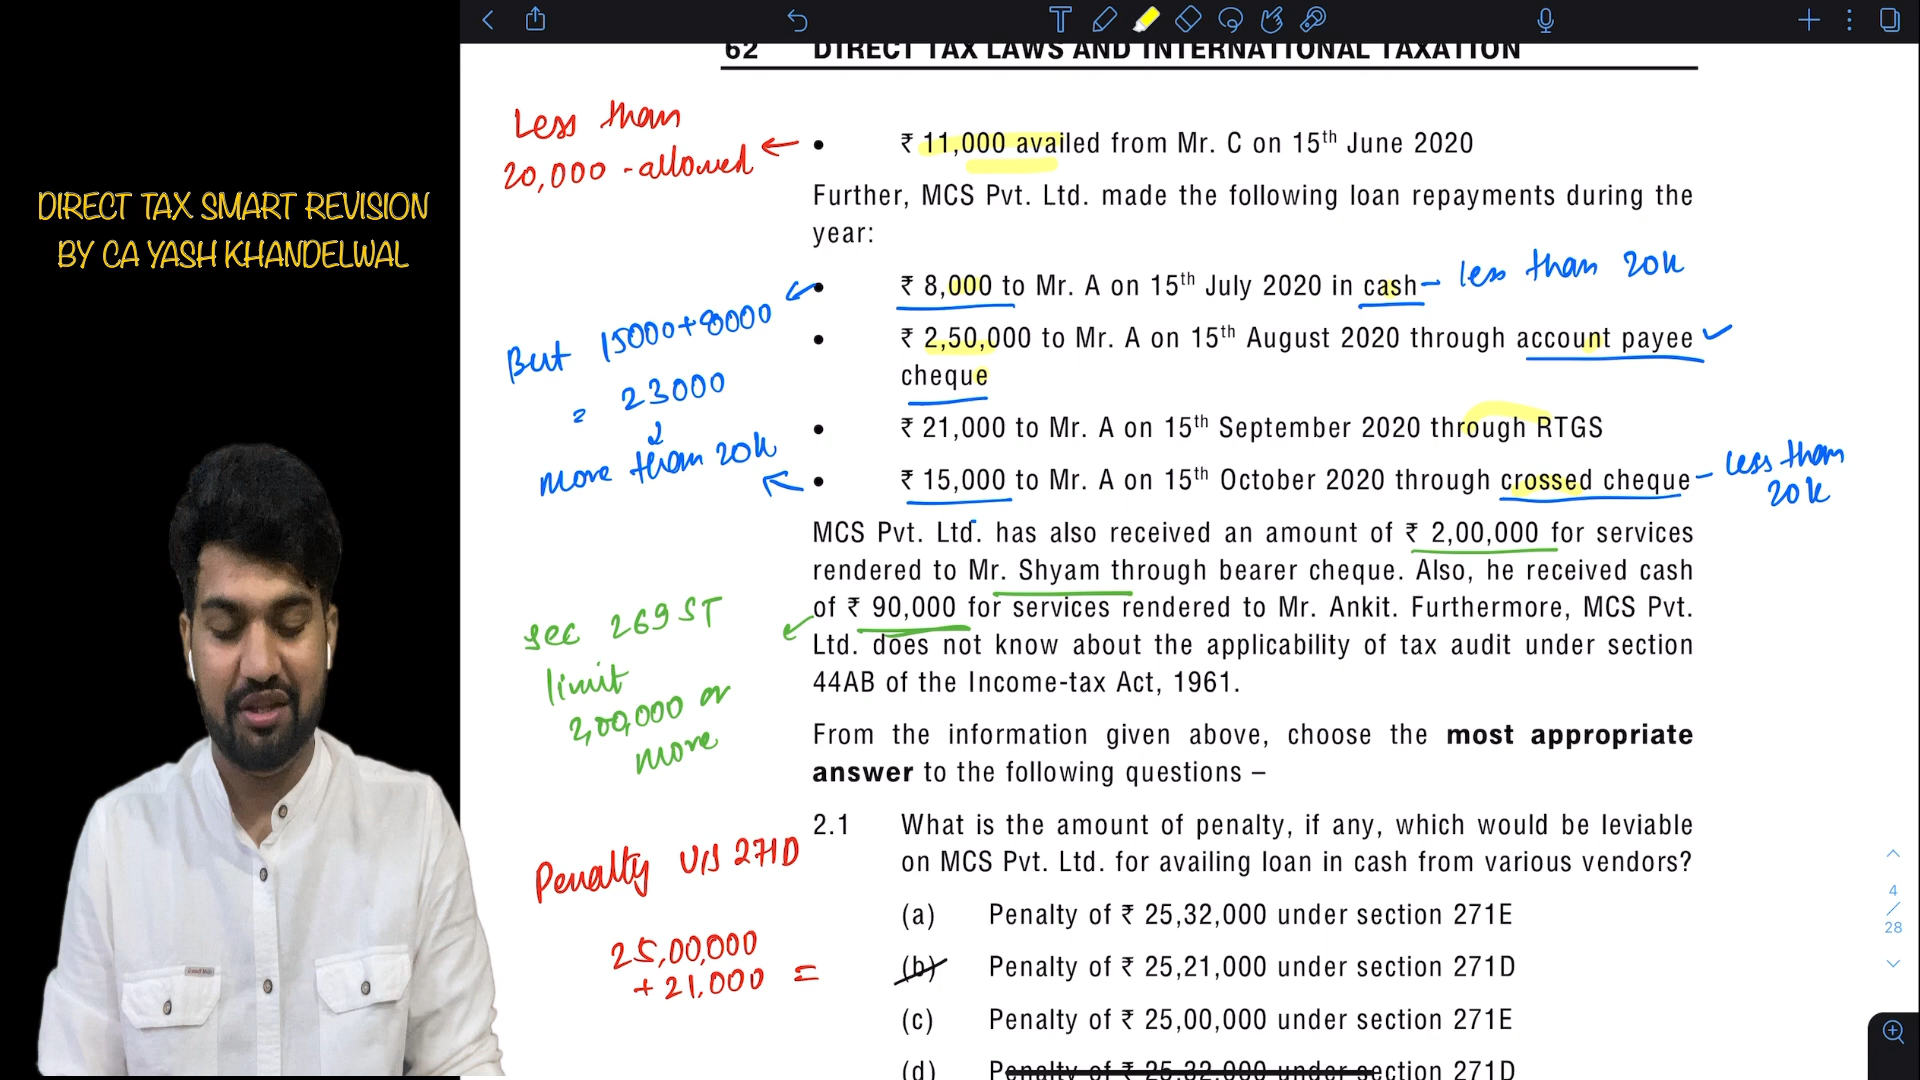 62 DIRECT TAX LAWS AND INTERNATIONAL TAXATION
DIRECT TAX SMART REVISION
BY CA YASH KHANDELWAL
Less than
20,000 - allowed
• ₹ 11,000 availed from Mr. C on 15th June 2020
Further, MCS Pvt. Ltd. made the following loan repayments during the
year:
• ₹ 8,000 to Mr. A on 15th July 2020 in cash – less than 20k
• ₹ 2,50,000 to Mr. A on 15th August 2020 through account payee ✓
cheque
• ₹ 21,000 to Mr. A on 15th September 2020 through RTGS
• ₹ 15,000 to Mr. A on 15th October 2020 through crossed cheque – less than
20k
But 15000+8000
= 23000
more than 20k
MCS Pvt. Ltd. has also received an amount of ₹ 2,00,000 for services
rendered to Mr. Shyam through bearer cheque. Also, he received cash
of ₹ 90,000 for services rendered to Mr. Ankit. Furthermore, MCS Pvt.
Ltd. does not know about the applicability of tax audit under section
44AB of the Income-tax Act, 1961.
Sec 269ST
limit
2,00,000 or
more
From the information given above, choose the most appropriate
answer to the following questions –
2.1 What is the amount of penalty, if any, which would be leviable
on MCS Pvt. Ltd. for availing loan in cash from various vendors?
Penalty U/S 271D
25,00,000
+ 21,000 =
(a) Penalty of ₹ 25,32,000 under section 271E
(b) Penalty of ₹ 25,21,000 under section 271D
(c) Penalty of ₹ 25,00,000 under section 271E
(d) Penalty of ₹ 25,32,000 under section 271D
4
/
28